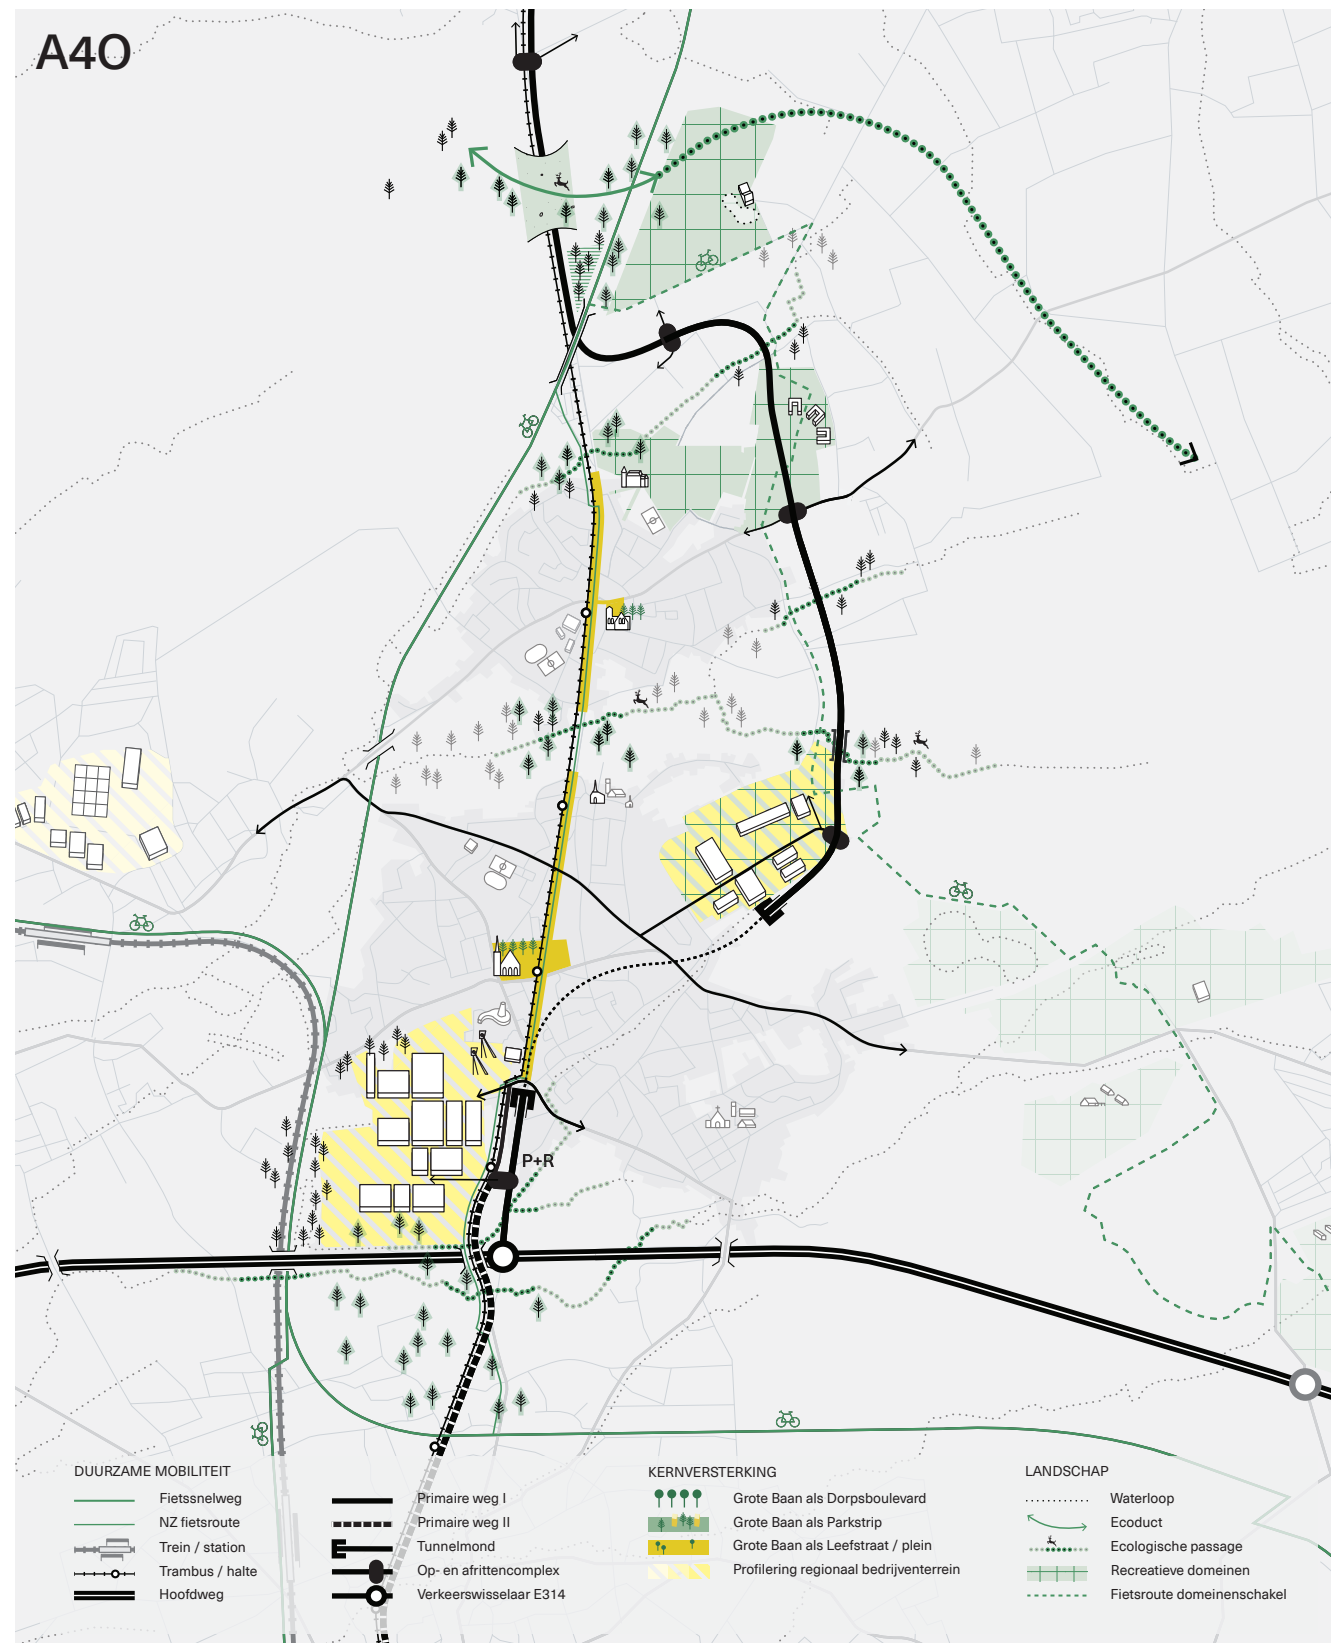 A40
P+R
DUURZAME MOBILITEIT
Fietssnelweg
NZ fietsroute
Trein / station
Trambus / halte
Hoofdweg
Primaire weg I
Primaire weg II
Tunnelmond
Op- en afrittencomplex
Verkeerswisselaar E314
KERNVERSTERKING
Grote Baan als Dorpsboulevard
Grote Baan als Parkstrip
Grote Baan als Leefstraat / plein
Profilering regionaal bedrijventerrein
LANDSCHAP
Waterloop
Ecoduct
Ecologische passage
Recreatieve domeinen
Fietsroute domeinenschakel